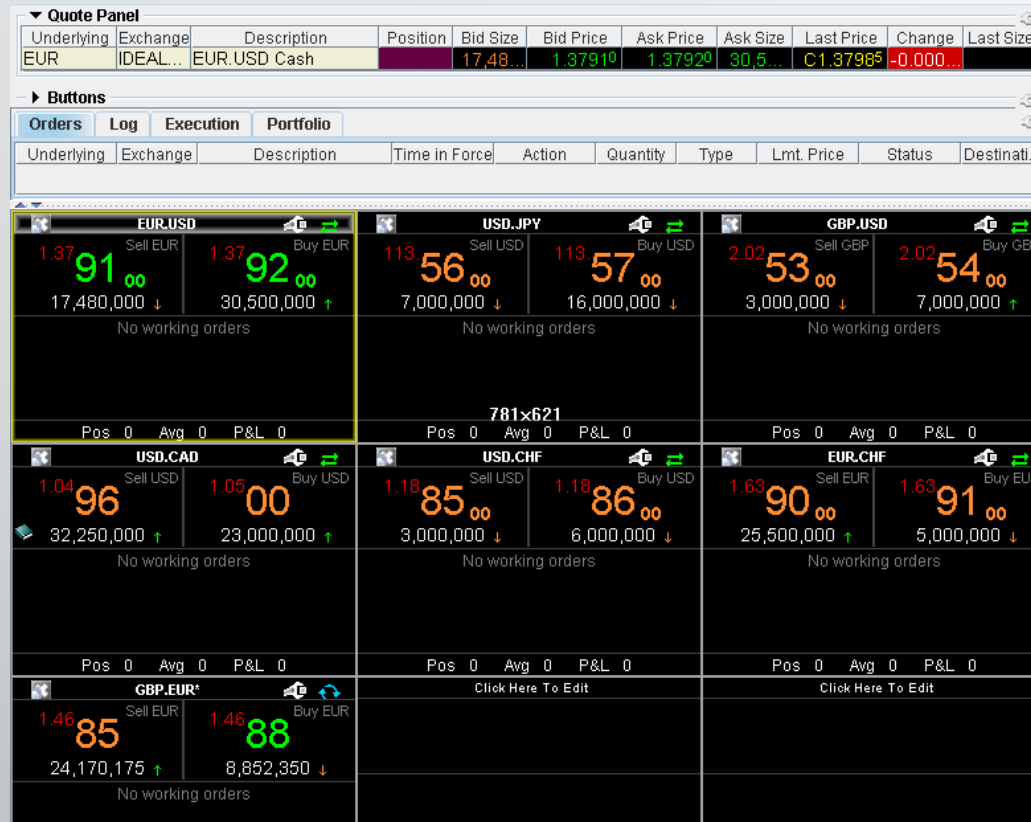 Quote Panel
Underlying Exchange Description Position Bid Size Bid Price Ask Price Ask Size Last Price Change Last Size
EUR IDEAL... EUR.USD Cash 17,48... 1.37910 1.37920 30,5... C1.37985 -0.000...
Buttons
Orders Log Execution Portfolio
Underlying Exchange Description Time in Force Action Quantity Type Lmt. Price Status Destinati.
EUR.USD USD.JPY GBP.USD
Sell EUR Buy EUR Sell USD Buy USD Sell GBP Buy GB
1.37 91 00 1.37 92 00 113. 56 00 113. 57 00 2.02 53 00 2.02 54 00
17,480,000 ↓ 30,500,000 ↑ 7,000,000 ↓ 16,000,000 ↓ 3,000,000 ↓ 7,000,000 ↑
No working orders No working orders No working orders
781×621
Pos 0 Avg 0 P&L 0 Pos 0 Avg 0 P&L 0 Pos 0 Avg 0 P&L 0
USD.CAD USD.CHF EUR.CHF
Sell USD Buy USD Sell USD Buy USD Sell EUR Buy EU
1.04 96 1.05 00 1.18 85 00 1.18 86 00 1.63 90 00 1.63 91 00
32,250,000 ↑ 23,000,000 ↑ 3,000,000 ↓ 6,000,000 ↓ 25,500,000 ↑ 5,000,000 ↓
No working orders No working orders No working orders
Pos 0 Avg 0 P&L 0 Pos 0 Avg 0 P&L 0 Pos 0 Avg 0 P&L 0
GBP.EUR* Click Here To Edit Click Here To Edit
Sell EUR Buy EUR
1.46 85 1.46 88
24,170,175 ↑ 8,852,350 ↓
No working orders